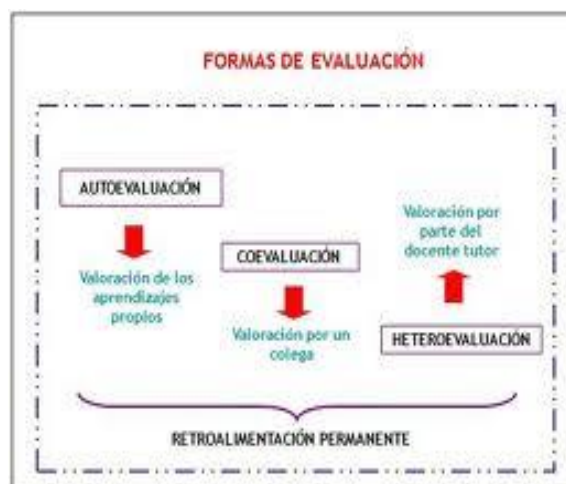 FORMAS DE EVALUACIÓN
AUTOEVALUACIÓN
Valoración de los
aprendizajes
propios
COEVALUACIÓN
Valoración por un
colega
Valoración por
parte del
docente tutor
HETEROEVALUACIÓN
RETROALIMENTACIÓN PERMANENTE